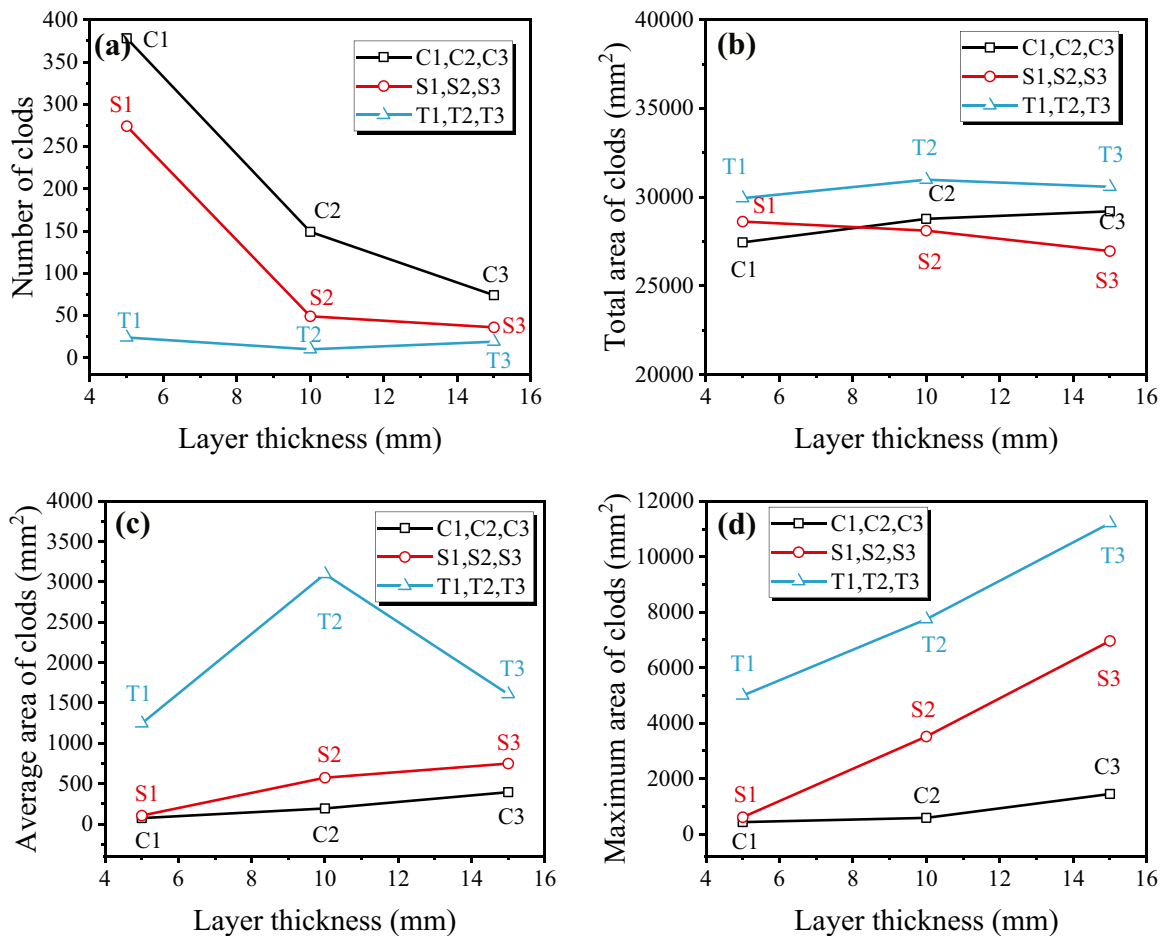 (a)
Number of clods
400
350
300
250
200
150
100
50
0
C1
C2
C3
S1
S2
S3
T1
T2
T3
C1,C2,C3
S1,S2,S3
T1,T2,T3
4 6 8 10 12 14 16
Layer thickness (mm)
(b)
Total area of clods (mm²)
40000
35000
30000
25000
20000
C1,C2,C3
S1,S2,S3
T1,T2,T3
T1
T2
T3
S1
C2
C3
C1
S2
S3
4 6 8 10 12 14 16
Layer thickness (mm)
(c)
Average area of clods (mm²)
4000
3500
3000
2500
2000
1500
1000
500
0
C1,C2,C3
S1,S2,S3
T1,T2,T3
T1
T2
T3
S1
S2
S3
C1
C2
C3
4 6 8 10 12 14 16
Layer thickness (mm)
(d)
Maximum area of clods (mm²)
12000
10000
8000
6000
4000
2000
0
C1,C2,C3
S1,S2,S3
T1,T2,T3
T1
T2
T3
S1
S2
S3
C1
C2
C3
4 6 8 10 12 14 16
Layer thickness (mm)